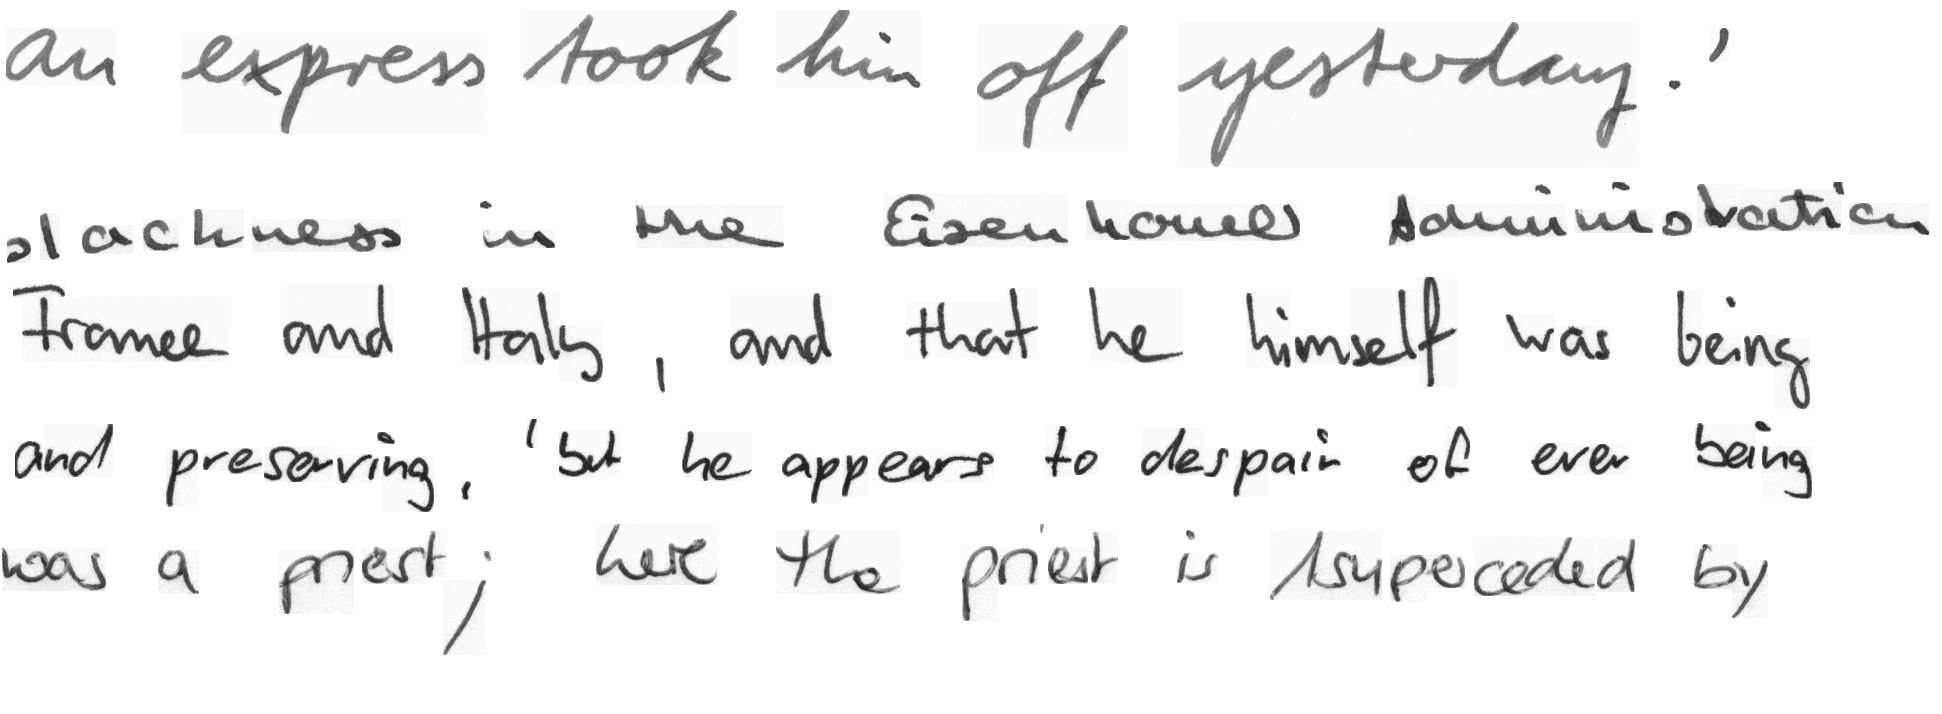 an express took him off yesterday.'
slackness in the Eisenhower Administration
France and Italy, and that he himself was being
and preserving, 'but he appears to despair of ever being
was a priest; here the priest is superceded by